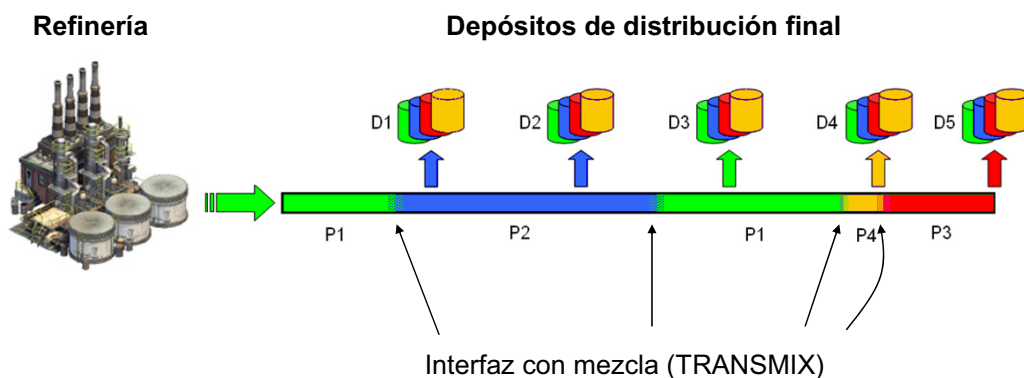 Refinería
Depósitos de distribución final
D1
D2
D3
D4
D5
P1
P2
P1
P4
P3
Interfaz con mezcla (TRANSMIX)